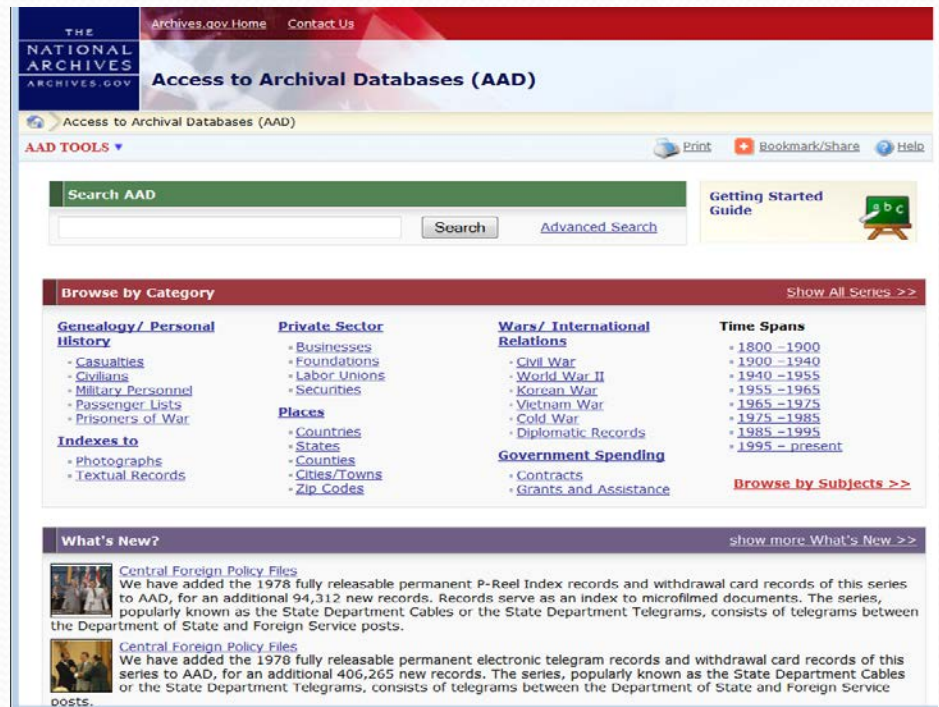 THE
NATIONAL
ARCHIVES
ARCHIVES.GOV
Archives.gov Home Contact Us
Access to Archival Databases (AAD)
Access to Archival Databases (AAD)
AAD TOOLS
Print Bookmark/Share Help
Search AAD
Search Advanced Search
Getting Started
Guide
a b c
Browse by Category Show All Series >>
Genealogy/ Personal
History
Casualties
Civilians
Military Personnel
Passenger Lists
Prisoners of War
Indexes to
Photographs
Textual Records
Private Sector
Businesses
Foundations
Labor Unions
Securities
Places
Countries
States
Counties
Cities/Towns
Zip Codes
Wars/ International
Relations
Civil War
World War II
Korean War
Vietnam War
Cold War
Diplomatic Records
Government Spending
Contracts
Grants and Assistance
Time Spans
1800 –1900
1900 –1940
1940 –1955
1955 –1965
1965 –1975
1975 –1985
1985 –1995
1995 – present
Browse by Subjects >>
What's New? show more What's New >>
Central Foreign Policy Files
We have added the 1978 fully releasable permanent P-Reel Index records and withdrawal card records of this series
to AAD, for an additional 94,312 new records. Records serve as an index to microfilmed documents. The series,
popularly known as the State Department Cables or the State Department Telegrams, consists of telegrams between
the Department of State and Foreign Service posts.
Central Foreign Policy Files
We have added the 1978 fully releasable permanent electronic telegram records and withdrawal card records of this
series to AAD, for an additional 406,265 new records. The series, popularly known as the State Department Cables
or the State Department Telegrams, consists of telegrams between the Department of State and Foreign Service
posts.